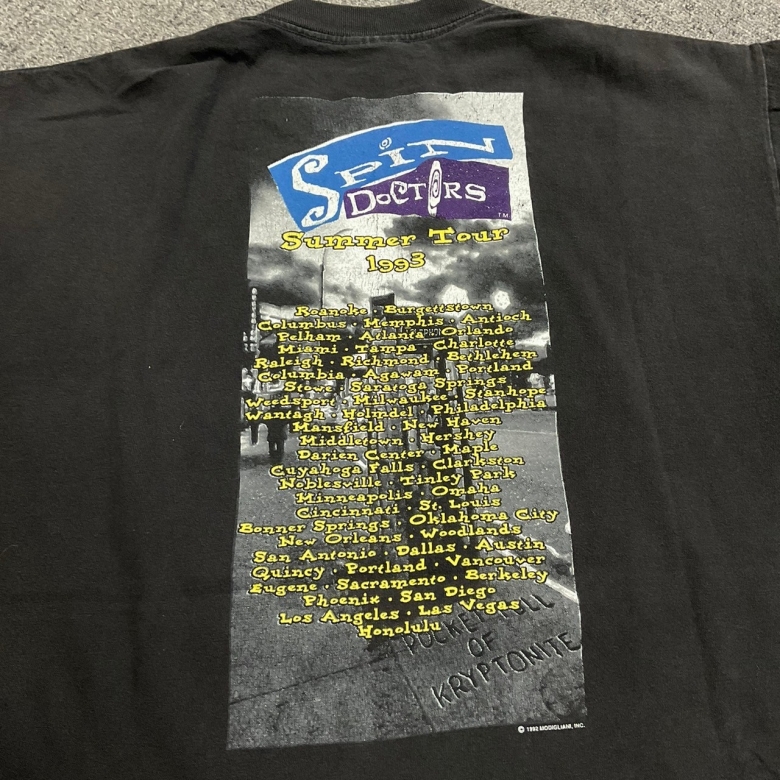 SPIN
DOCTORS
TM
Summer Tour
1993
Roanoke · Burgettstown
Columbus · Memphis · Antioch
Pelham · Atlanta · Orlando
Miami · Tampa · Charlotte
Raleigh · Richmond · Bethlehem
Columbia · Agawam · Portland
Stowe · Saratoga Springs
Weedsport · Milwaukee · Stanhope
Wantagh · Holmdel · Philadelphia
Mansfield · New Haven
Middletown · Hershey
Darien Center · Maple
Cuyahoga Falls · Clarkston
Noblesville · Tinley Park
Minneapolis · Omaha
Cincinnati · St. Louis
Bonner Springs · Oklahoma City
New Orleans · Woodlands
San Antonio · Dallas · Austin
Quincy · Portland · Vancouver
Eugene · Sacramento · Berkeley
Phoenix · San Diego
Los Angeles · Las Vegas
Honolulu
POCKET FULL
OF
KRYPTONITE
© 1992 MODIGLIANI, INC.